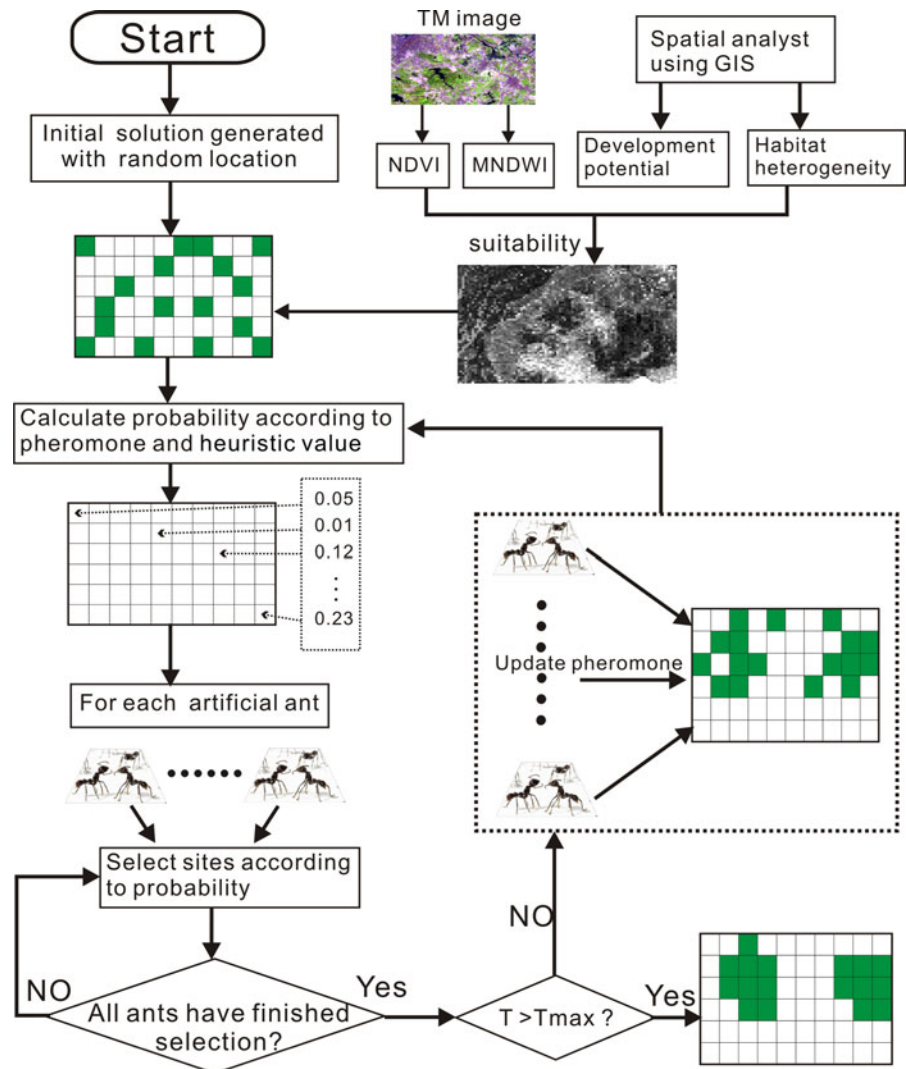 Start
TM image
Spatial analyst
using GIS
Initial solution generated
with random location
NDVI
MNDWI
Development
potential
Habitat
heterogeneity
suitability
Calculate probability according to
pheromone and heuristic value
0.05
0.01
0.12
⋮
0.23
For each artificial ant
Update pheromone
Select sites according
to probability
NO
All ants have finished
selection?
Yes
NO
T >Tmax ?
Yes